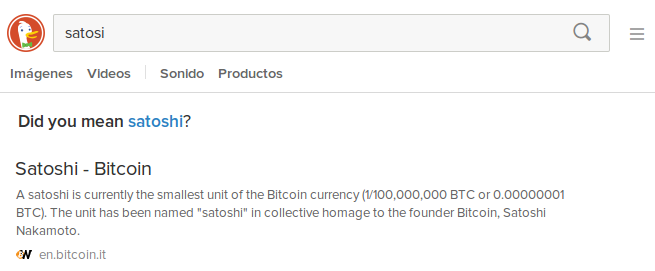 satosi
Imágenes Videos Sonido Productos
Did you mean satoshi?
Satoshi - Bitcoin
A satoshi is currently the smallest unit of the Bitcoin currency (1/100,000,000 BTC or 0.00000001
BTC). The unit has been named "satoshi" in collective homage to the founder Bitcoin, Satoshi
Nakamoto.
en.bitcoin.it